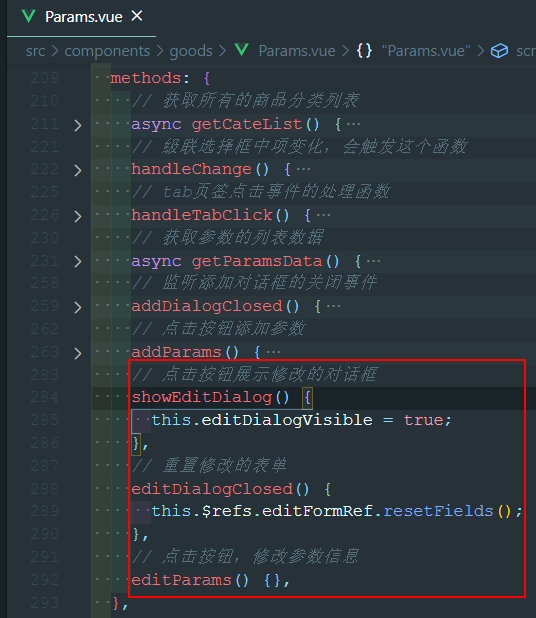 Params.vue ×
src > components > goods > Params.vue > {} "Params.vue" > scr
209 methods: {
210 // 获取所有的商品分类列表
211 > async getCateList() {…
221 // 级联选择框中项变化，会触发这个函数
222 > handleChange() {…
225 // tab页签点击事件的处理函数
226 > handleTabClick() {…
230 // 获取参数的列表数据
231 > async getParamsData() {…
258 // 监听添加对话框的关闭事件
259 > addDialogClosed() {…
262 // 点击按钮添加参数
263 > addParams() {…
283 // 点击按钮展示修改的对话框
284 showEditDialog() {
285 this.editDialogVisible = true;
286 },
287 // 重置修改的表单
288 editDialogClosed() {
289 this.$refs.editFormRef.resetFields();
290 },
291 // 点击按钮，修改参数信息
292 editParams() {},
293 },